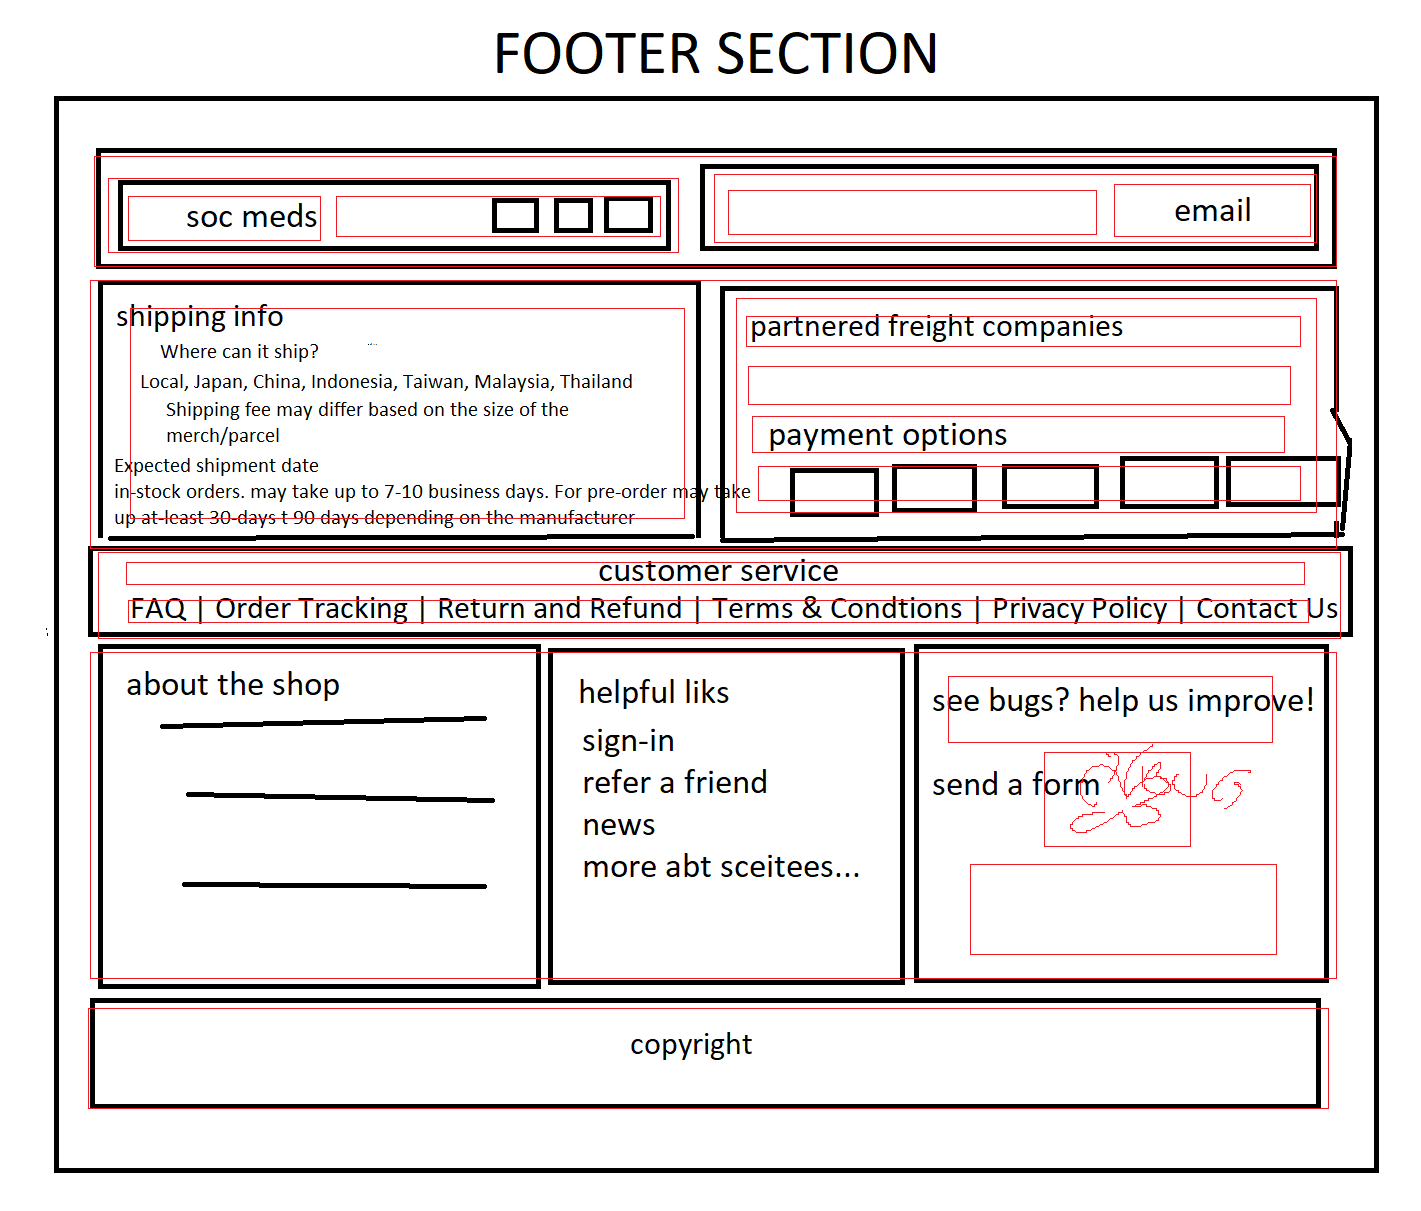 FOOTER SECTION
soc meds
email
shipping info
Where can it ship?
Local, Japan, China, Indonesia, Taiwan, Malaysia, Thailand
Shipping fee may differ based on the size of the
merch/parcel
Expected shipment date
in-stock orders. may take up to 7-10 business days. For pre-order may take
up at-least 30-days t 90 days depending on the manufacturer
partnered freight companies
payment options
customer service
FAQ | Order Tracking | Return and Refund | Terms & Condtions | Privacy Policy | Contact Us
about the shop
helpful liks
sign-in
refer a friend
news
more abt sceitees...
see bugs? help us improve!
send a form
copyright